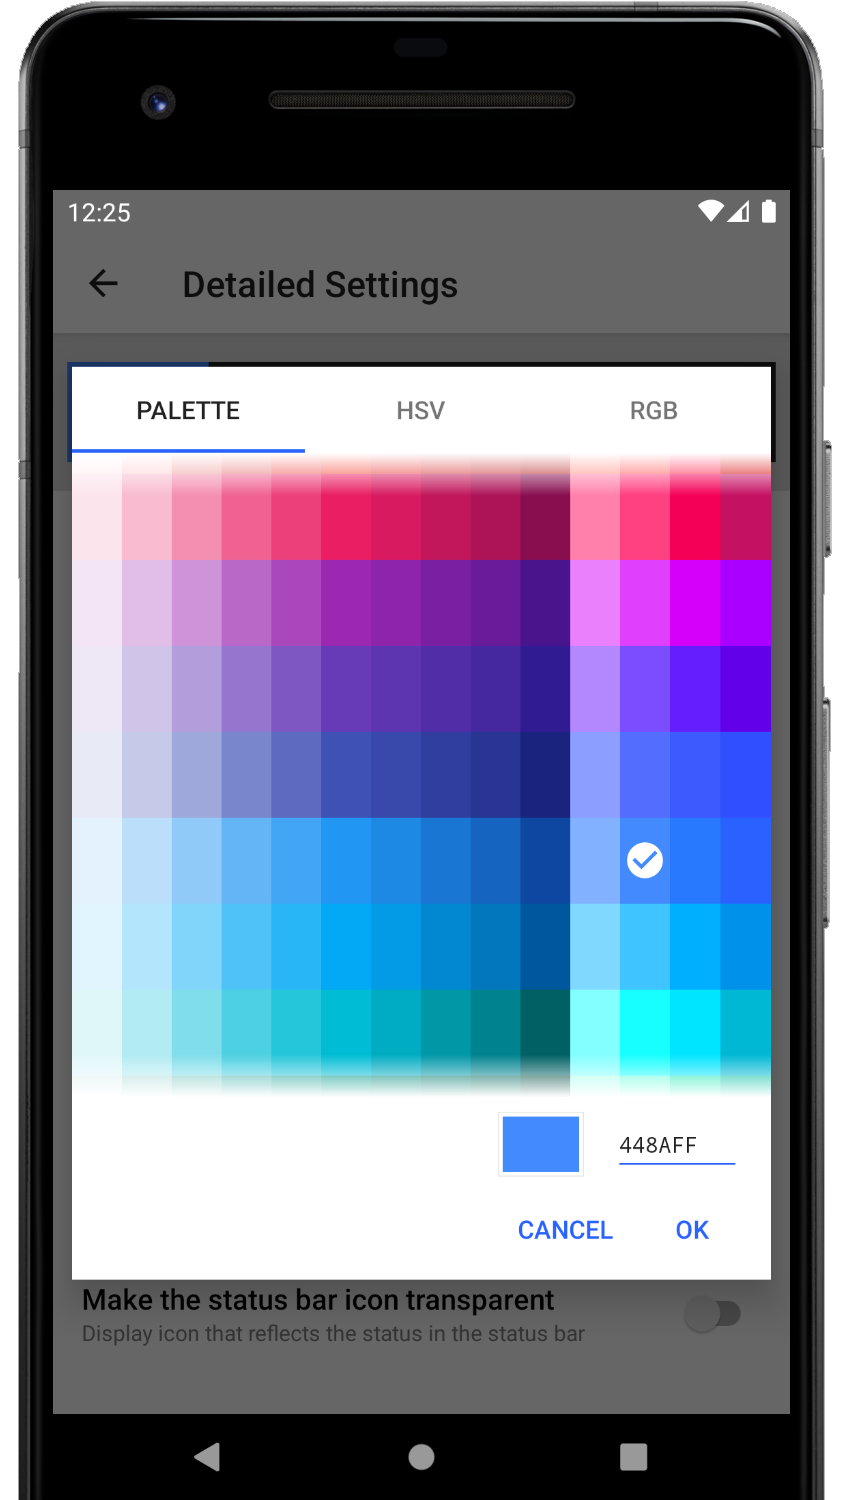 12:25
Detailed Settings
PALETTE
HSV
RGB
448AFF
CANCEL
OK
Make the status bar icon transparent
Display icon that reflects the status in the status bar